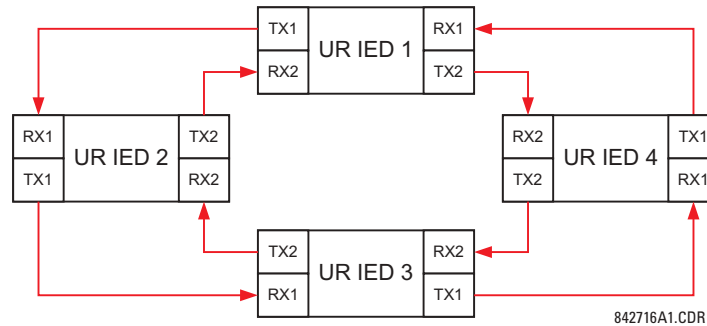 TX1 UR IED 1 RX1
RX2 TX2
RX1 UR IED 2 TX2
TX1 RX2
RX2 UR IED 4 TX1
TX2 RX1
TX2 UR IED 3 RX2
RX1 TX1
842716A1.CDR